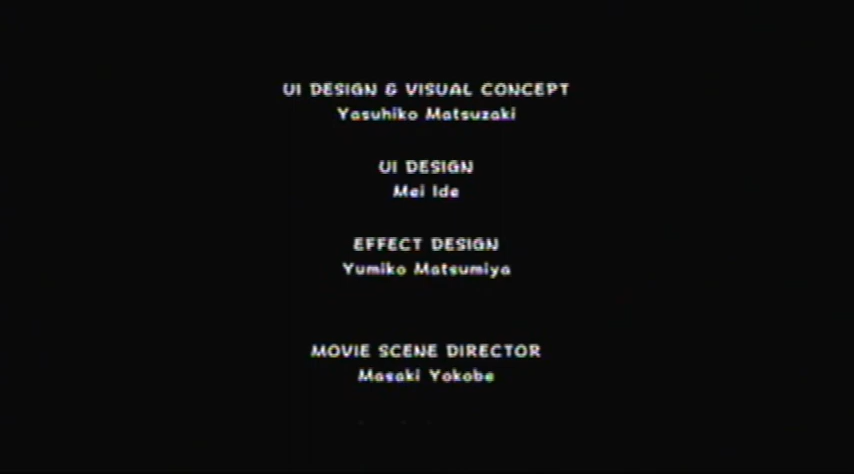 UI DESIGN & VISUAL CONCEPT
Yasuhiko Matsuzaki
UI DESIGN
Mei Ide
EFFECT DESIGN
Yumiko Matsumiya
MOVIE SCENE DIRECTOR
Masaki Yokobe